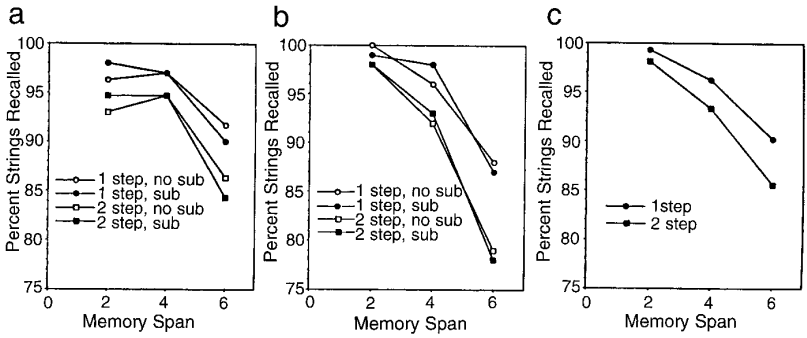 a
Percent Strings Recalled
100
95
90
85
80
75
1 step, no sub
1 step, sub
2 step, no sub
2 step, sub
0 2 4 6
Memory Span
b
Percent Strings Recalled
100
95
90
85
80
75
1 step, no sub
1 step, sub
2 step, no sub
2 step, sub
0 2 4 6
Memory Span
c
Percent Strings Recalled
100
95
90
85
80
75
1step
2 step
0 2 4 6
Memory Span